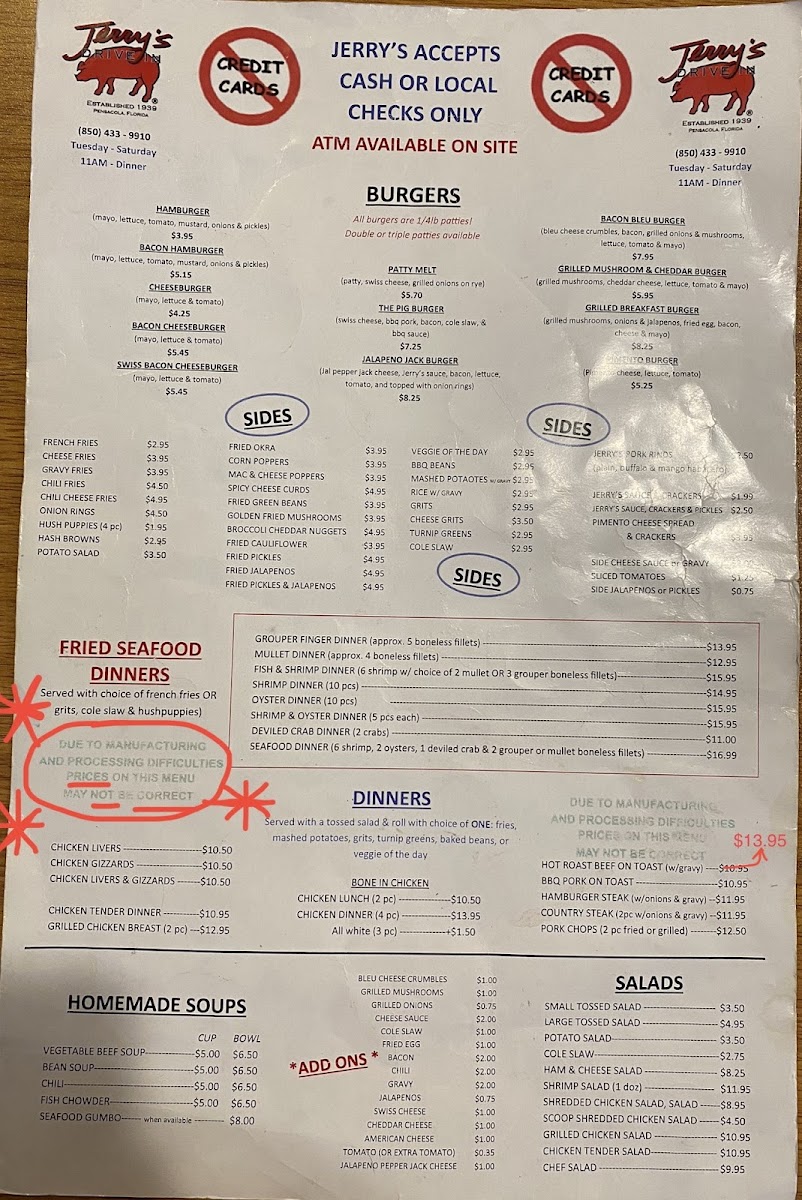 Jerry's
DRIVE IN
ESTABLISHED 1939
PENSACOLA, FLORIDA
(850) 433 - 9910
Tuesday - Saturday
11AM - Dinner
CREDIT
CARDS
JERRY'S ACCEPTS
CASH OR LOCAL
CHECKS ONLY
ATM AVAILABLE ON SITE
CREDIT
CARDS
Jerry's
DRIVE IN
ESTABLISHED 1939
PENSACOLA, FLORIDA
(850) 433 - 9910
Tuesday - Saturday
11AM - Dinner
BURGERS
All burgers are 1/4lb patties!
Double or triple patties available
HAMBURGER
(mayo, lettuce, tomato, mustard, onions & pickles)
$3.95
BACON HAMBURGER
(mayo, lettuce, tomato, mustard, onions & pickles)
$5.15
CHEESEBURGER
(mayo, lettuce & tomato)
$4.25
BACON CHEESEBURGER
(mayo, lettuce & tomato)
$5.45
SWISS BACON CHEESEBURGER
(mayo, lettuce & tomato)
$5.45
PATTY MELT
(patty, swiss cheese, grilled onions on rye)
$5.70
THE PIG BURGER
(swiss cheese, bbq pork, bacon, cole slaw, &
bbq sauce)
$7.25
JALAPENO JACK BURGER
(Jal pepper jack cheese, Jerry's sauce, bacon, lettuce,
tomato, and topped with onion rings)
$8.25
BACON BLEU BURGER
(bleu cheese crumbles, bacon, grilled onions & mushrooms,
lettuce, tomato & mayo)
$7.95
GRILLED MUSHROOM & CHEDDAR BURGER
(grilled mushrooms, cheddar cheese, lettuce, tomato & mayo)
$5.95
GRILLED BREAKFAST BURGER
(grilled mushrooms, onions & jalapenos, fried egg, bacon,
cheese & mayo)
$8.25
BURGER
cheese, lettuce, tomato)
$5.25
SIDES
SIDES
FRENCH FRIES $2.95
CHEESE FRIES $3.95
GRAVY FRIES $3.95
CHILI FRIES $4.50
CHILI CHEESE FRIES $4.95
ONION RINGS $4.50
HUSH PUPPIES (4 pc) $1.95
HASH BROWNS $2.95
POTATO SALAD $3.50
FRIED OKRA $3.95
CORN POPPERS $3.95
MAC & CHEESE POPPERS $3.95
SPICY CHEESE CURDS $4.95
FRIED GREEN BEANS $3.95
GOLDEN FRIED MUSHROOMS $3.95
BROCCOLI CHEDDAR NUGGETS $4.95
FRIED CAULIFLOWER $3.95
FRIED PICKLES $4.95
FRIED JALAPENOS $4.95
FRIED PICKLES & JALAPENOS $4.95
VEGGIE OF THE DAY $2.95
BBQ BEANS $2.95
MASHED POTAOTES W/ GRAVY $2.95
RICE W/ GRAVY $2.95
GRITS $2.95
CHEESE GRITS $3.50
TURNIP GREENS $2.95
COLE SLAW $2.95
SIDES
JERRY'S PORK RINDS
(plain, buffalo & mango
JERRY'S SAUCE & CRACKERS $1.99
JERRY'S SAUCE, CRACKERS & PICKLES $2.50
PIMENTO CHEESE SPREAD
& CRACKERS
SIDE CHEESE SAUCE or GRAVY
SLICED TOMATOES $1.25
SIDE JALAPENOS or PICKLES $0.75
FRIED SEAFOOD
DINNERS
Served with choice of french fries OR
grits, cole slaw & hushpuppies)
DUE TO MANUFACTURING
AND PROCESSING DIFFICULTIES
PRICES ON THIS MENU
MAY NOT BE CORRECT
GROUPER FINGER DINNER (approx. 5 boneless fillets) $13.95
MULLET DINNER (approx. 4 boneless fillets) $12.95
FISH & SHRIMP DINNER (6 shrimp w/ choice of 2 mullet OR 3 grouper boneless fillets) $15.95
SHRIMP DINNER (10 pcs) $14.95
OYSTER DINNER (10 pcs) $15.95
SHRIMP & OYSTER DINNER (5 pcs each) $15.95
DEVILED CRAB DINNER (2 crabs) $11.00
SEAFOOD DINNER (6 shrimp, 2 oysters, 1 deviled crab & 2 grouper or mullet boneless fillets) $16.99
DINNERS
Served with a tossed salad & roll with choice of ONE: fries,
mashed potatoes, grits, turnip greens, baked beans, or
veggie of the day
DUE TO MANUFACTURING
AND PROCESSING DIFFICULTIES
PRICES ON THIS MENU
MAY NOT BE CORRECT
$13.95
CHICKEN LIVERS $10.50
CHICKEN GIZZARDS $10.50
CHICKEN LIVERS & GIZZARDS $10.50
CHICKEN TENDER DINNER $10.95
GRILLED CHICKEN BREAST (2 pc) $12.95
BONE IN CHICKEN
CHICKEN LUNCH (2 pc) $10.50
CHICKEN DINNER (4 pc) $13.95
All white (3 pc) +$1.50
HOT ROAST BEEF ON TOAST (w/gravy) $10.95
BBQ PORK ON TOAST $10.95
HAMBURGER STEAK (w/onions & gravy) $11.95
COUNTRY STEAK (2pc w/onions & gravy) $11.95
PORK CHOPS (2 pc fried or grilled) $12.50
HOMEMADE SOUPS
CUP BOWL
VEGETABLE BEEF SOUP $5.00 $6.50
BEAN SOUP $5.00 $6.50
CHILI $5.00 $6.50
FISH CHOWDER $5.00 $6.50
SEAFOOD GUMBO when available $8.00
*ADD ONS *
BLEU CHEESE CRUMBLES $1.00
GRILLED MUSHROOMS $1.00
GRILLED ONIONS $0.75
CHEESE SAUCE $2.00
COLE SLAW $1.00
FRIED EGG $1.00
BACON $2.00
CHILI $2.00
GRAVY $2.00
JALAPENOS $0.75
SWISS CHEESE $1.00
CHEDDAR CHEESE $1.00
AMERICAN CHEESE $1.00
TOMATO (OR EXTRA TOMATO) $0.35
JALAPENO PEPPER JACK CHEESE $1.00
SALADS
SMALL TOSSED SALAD $3.50
LARGE TOSSED SALAD $4.95
POTATO SALAD $3.50
COLE SLAW $2.75
HAM & CHEESE SALAD $8.25
SHRIMP SALAD (1 doz) $11.95
SHREDDED CHICKEN SALAD, SALAD $8.95
SCOOP SHREDDED CHICKEN SALAD $4.50
GRILLED CHICKEN SALAD $10.95
CHICKEN TENDER SALAD $10.95
CHEF SALAD $9.95